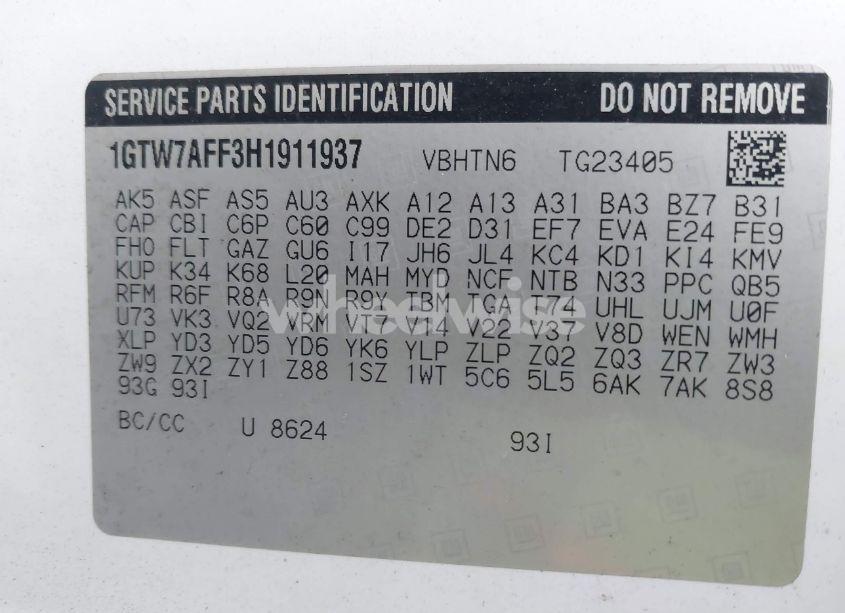 SERVICE PARTS IDENTIFICATION DO NOT REMOVE
1GTW7AFF3H1911937 VBHTN6 TG23405
AK5 ASF AS5 AU3 AXK A12 A13 A31 BA3 BZ7 B31
CAP CBI C6P C60 C99 DE2 D31 EF7 EVA E24 FE9
FHO FLT GAZ GU6 I17 JH6 JL4 KC4 KD1 KI4 KMV
KUP K34 K68 L20 MAH MYD NCF NTB N33 PPC QB5
RFM R6F R8A R9N R9Y TBM TGA T74 UHL UJM U0F
U73 VK3 VQ2 VRM VT7 V14 V22 V37 V8D WEN WMH
XLP YD3 YD5 YD6 YK6 YLP ZLP ZQ2 ZQ3 ZR7 ZW3
ZW9 ZX2 ZY1 Z88 1SZ 1WT 5C6 5L5 6AK 7AK 8S8
93G 93I
BC/CC U 8624 93I
wheelwise